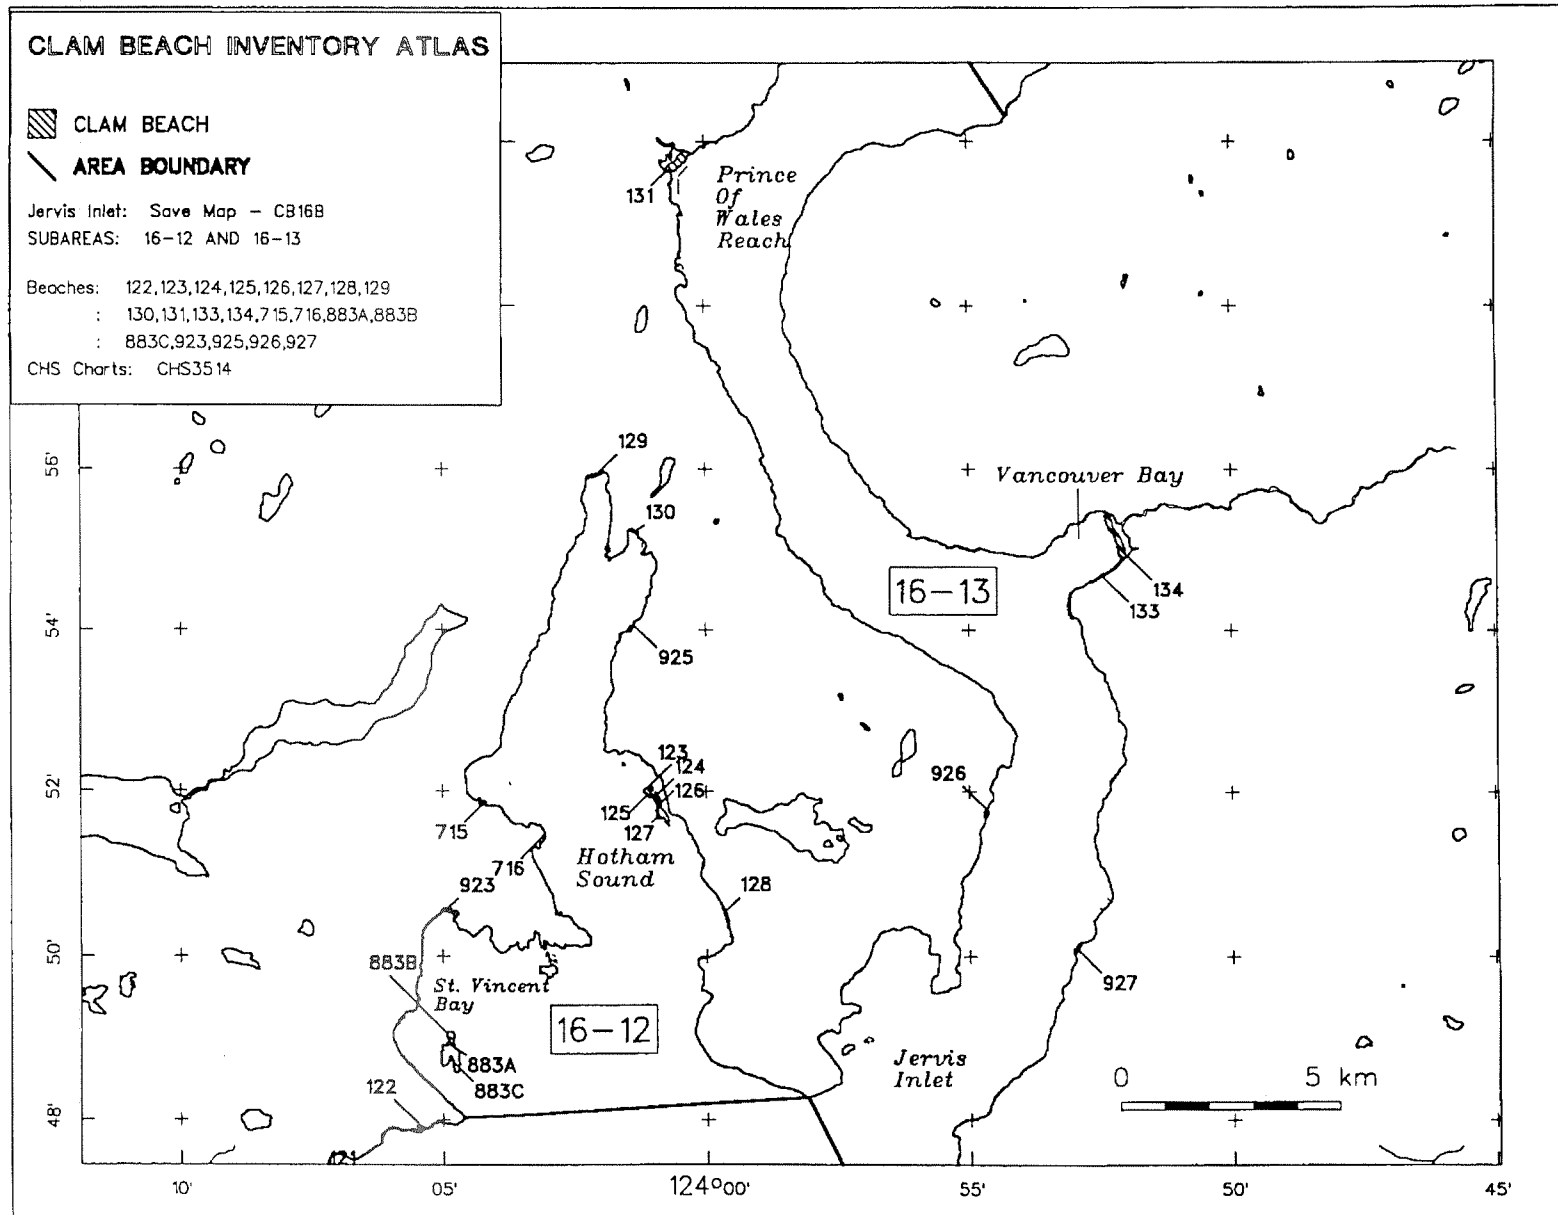 CLAM BEACH INVENTORY ATLAS
CLAM BEACH
AREA BOUNDARY
Jervis Inlet: Save Map - CB16B
SUBAREAS: 16-12 AND 16-13
Beaches: 122,123,124,125,126,127,128,129
: 130,131,133,134,715,716,883A,883B
: 883C,923,925,926,927
CHS Charts: CHS3514
131
Prince
Of
Wales
Reach
129
130
Vancouver Bay
16-13
134
133
925
123
124
126
125
127
926
715
716
Hotham
Sound
923
128
883B
St. Vincent
Bay
927
16-12
883A
883C
122
Jervis
Inlet
0 5 km
56'
54'
52'
50'
48'
10' 05' 124°00' 55' 50' 45'